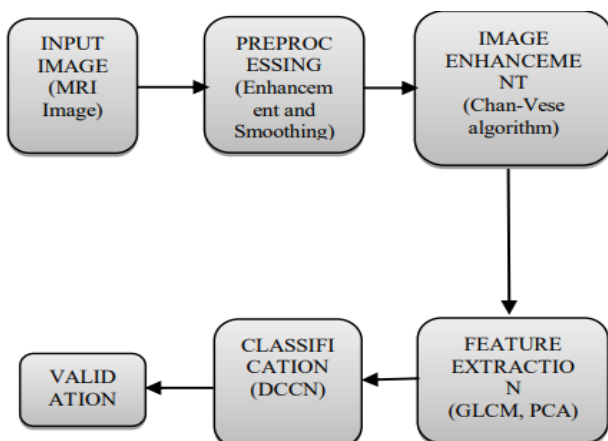 INPUT
IMAGE
(MRI
Image)
PREPROC
ESSING
(Enhancem
ent and
Smoothing)
IMAGE
ENHANCEME
NT
(Chan-Vese
algorithm)
FEATURE
EXTRACTIO
N
(GLCM, PCA)
CLASSIFI
CATION
(DCCN)
VALID
ATION